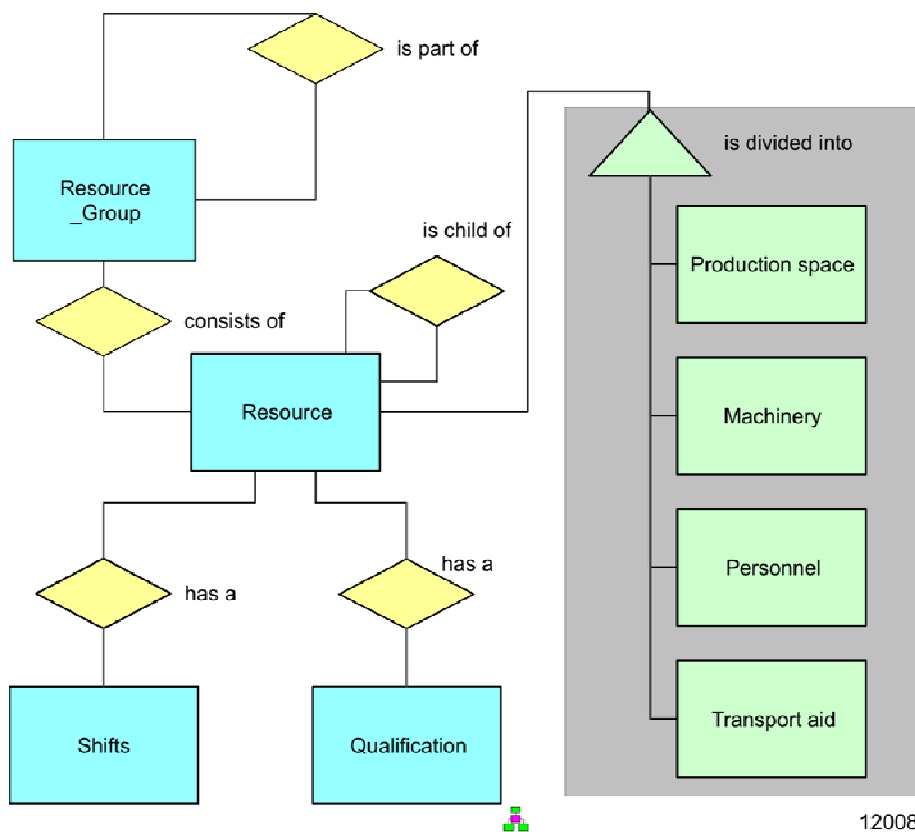 is part of
is divided into
Resource
_Group
is child of
Production space
consists of
Resource
Machinery
has a
has a
Personnel
Shifts
Qualification
Transport aid
12008